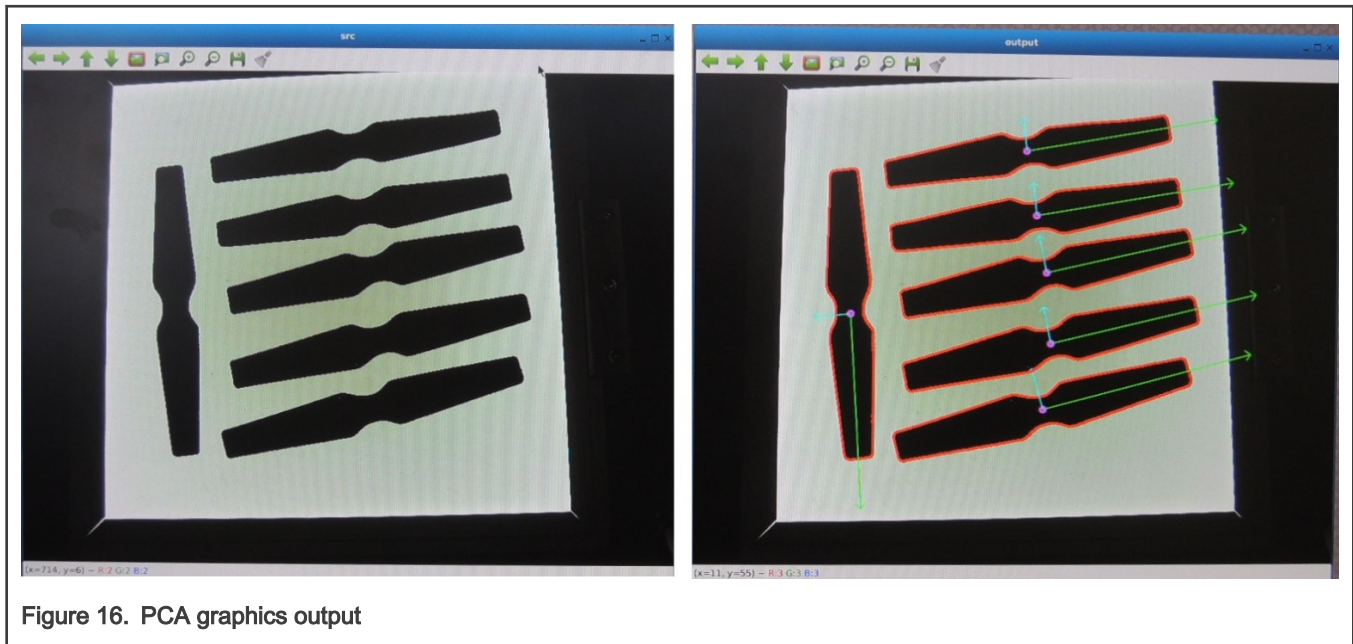 src
output
(x=714, y=6) ~ R:2 G:2 B:2
(x=11, y=55) ~ R:3 G:3 B:3
Figure 16. PCA graphics output